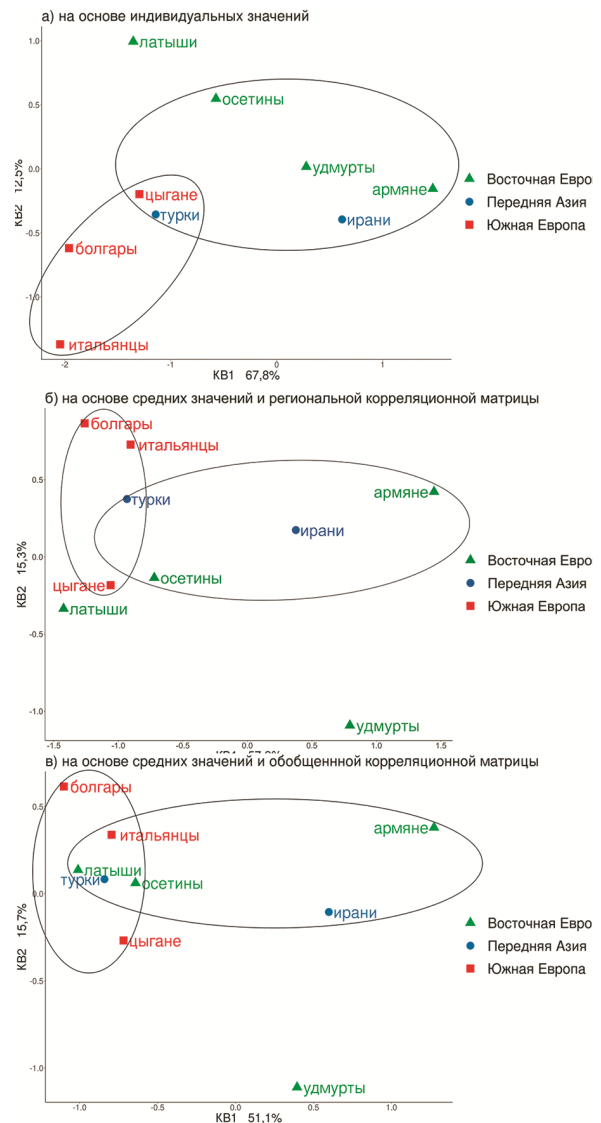 а) на основе индивидуальных значений
1.0
латыши
осетины
0.5
удмурты
0.0
армяне
цыгане
турки
ирани
-0.5
болгары
-1.0
итальянцы
КВ2 12,5%
-2 -1 0 1
КВ1 67,8%
Восточная Евро
Передняя Азия
Южная Европа
б) на основе средних значений и региональной корреляционной матрицы
болгары
итальянцы
0.5
армяне
турки
ирани
0.0
осетины
цыгане
латыши
-0.5
-1.0
удмурты
КВ2 15,3%
-1.5 -1.0 -0.5 0.0 0.5 1.0 1.5
Восточная Евро
Передняя Азия
Южная Европа
в) на основе средних значений и обобщеннной корреляционной матрицы
болгары
0.5
итальянцы
армяне
латыши
турки
осетины
0.0
ирани
цыгане
-0.5
-1.0
удмурты
КВ2 15,7%
-1.0 -0.5 0.0 0.5 1.0
КВ1 51,1%
Восточная Евро
Передняя Азия
Южная Европа